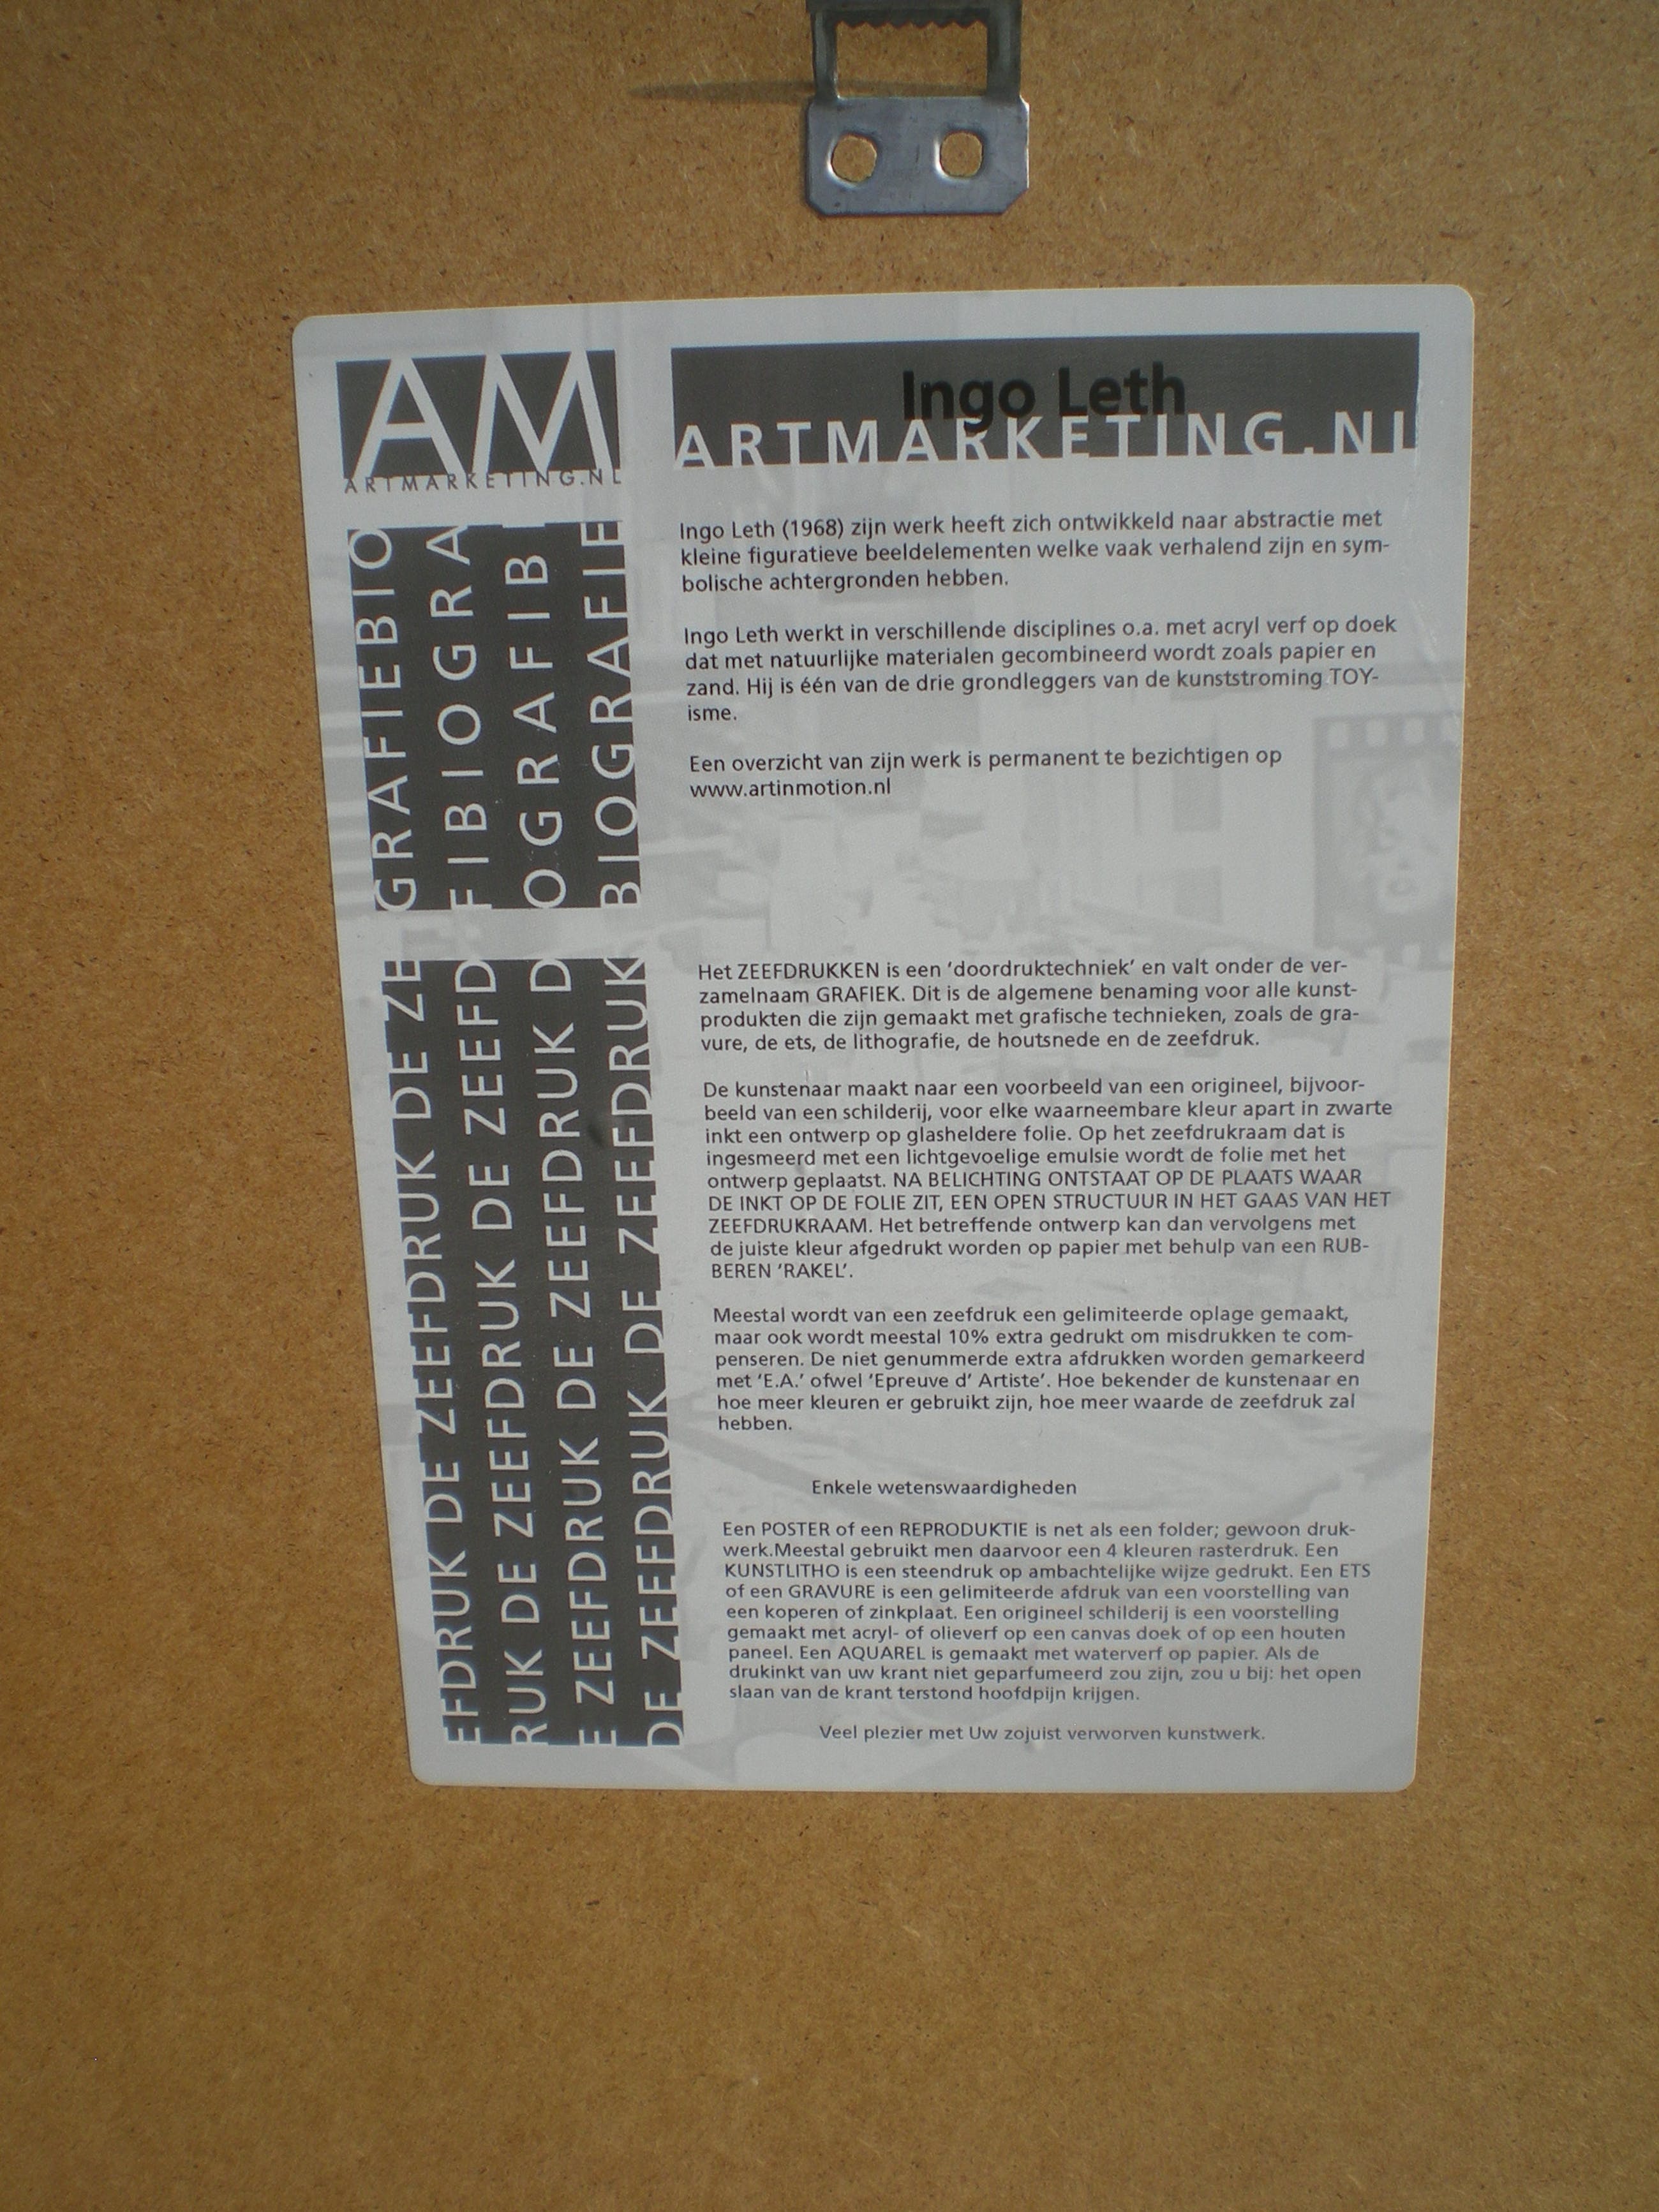 AM
ARTMARKETING.NL
Ingo Leth
ARTMARKETING.NL
GRAFIEBIO
FIBIOGRA
OGRAFIB
BIOGRAFIE
Ingo Leth (1968) zijn werk heeft zich ontwikkeld naar abstractie met
kleine figuratieve beeldelementen welke vaak verhalend zijn en sym-
bolische achtergronden hebben.
Ingo Leth werkt in verschillende disciplines o.a. met acryl verf op doek
dat met natuurlijke materialen gecombineerd wordt zoals papier en
zand. Hij is één van de drie grondleggers van de kunststroming TOY-
isme.
Een overzicht van zijn werk is permanent te bezichtigen op
www.artinmotion.nl
EFDRUK DE ZEEFDRUK DE ZE
RUK DE ZEEFDRUK DE ZEEFD
E ZEEFDRUK DE ZEEFDRUK D
DE ZEEFDRUK DE ZEEFDRUK
Het ZEEFDRUKKEN is een ‘doordruktechniek’ en valt onder de ver-
zamelnaam GRAFIEK. Dit is de algemene benaming voor alle kunst-
produkten die zijn gemaakt met grafische technieken, zoals de gra-
vure, de ets, de lithografie, de houtsnede en de zeefdruk.
De kunstenaar maakt naar een voorbeeld van een origineel, bijvoor-
beeld van een schilderij, voor elke waarneembare kleur apart in zwarte
inkt een ontwerp op glasheldere folie. Op het zeefdrukraam dat is
ingesmeerd met een lichtgevoelige emulsie wordt de folie met het
ontwerp geplaatst. NA BELICHTING ONTSTAAT OP DE PLAATS WAAR
DE INKT OP DE FOLIE ZIT, EEN OPEN STRUCTUUR IN HET GAAS VAN HET
ZEEFDRUKRAAM. Het betreffende ontwerp kan dan vervolgens met
de juiste kleur afgedrukt worden op papier met behulp van een RUB-
BEREN ‘RAKEL’.
Meestal wordt van een zeefdruk een gelimiteerde oplage gemaakt,
maar ook wordt meestal 10% extra gedrukt om misdrukken te com-
penseren. De niet genummerde extra afdrukken worden gemarkeerd
met ‘E.A.’ ofwel ‘Epreuve d’ Artiste’. Hoe bekender de kunstenaar en
hoe meer kleuren er gebruikt zijn, hoe meer waarde de zeefdruk zal
hebben.
Enkele wetenswaardigheden
Een POSTER of een REPRODUKTIE is net als een folder; gewoon druk-
werk.Meestal gebruikt men daarvoor een 4 kleuren rasterdruk. Een
KUNSTLITHO is een steendruk op ambachtelijke wijze gedrukt. Een ETS
of een GRAVURE is een gelimiteerde afdruk van een voorstelling van
een koperen of zinkplaat. Een origineel schilderij is een voorstelling
gemaakt met acryl- of olieverf op een canvas doek of op een houten
paneel. Een AQUAREL is gemaakt met waterverf op papier. Als de
drukinkt van uw krant niet geparfumeerd zou zijn, zou u bij: het open
slaan van de krant terstond hoofdpijn krijgen.
Veel plezier met Uw zojuist verworven kunstwerk.